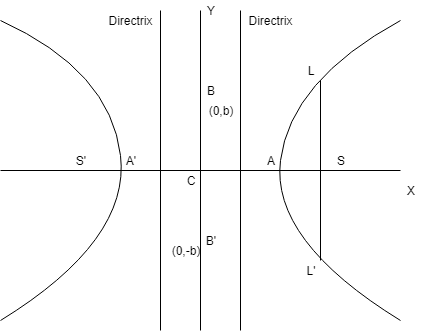 Y
Directrix
Directrix
L
B
(0,b)
S'
A'
A
S
C
X
B'
(0,-b)
L'